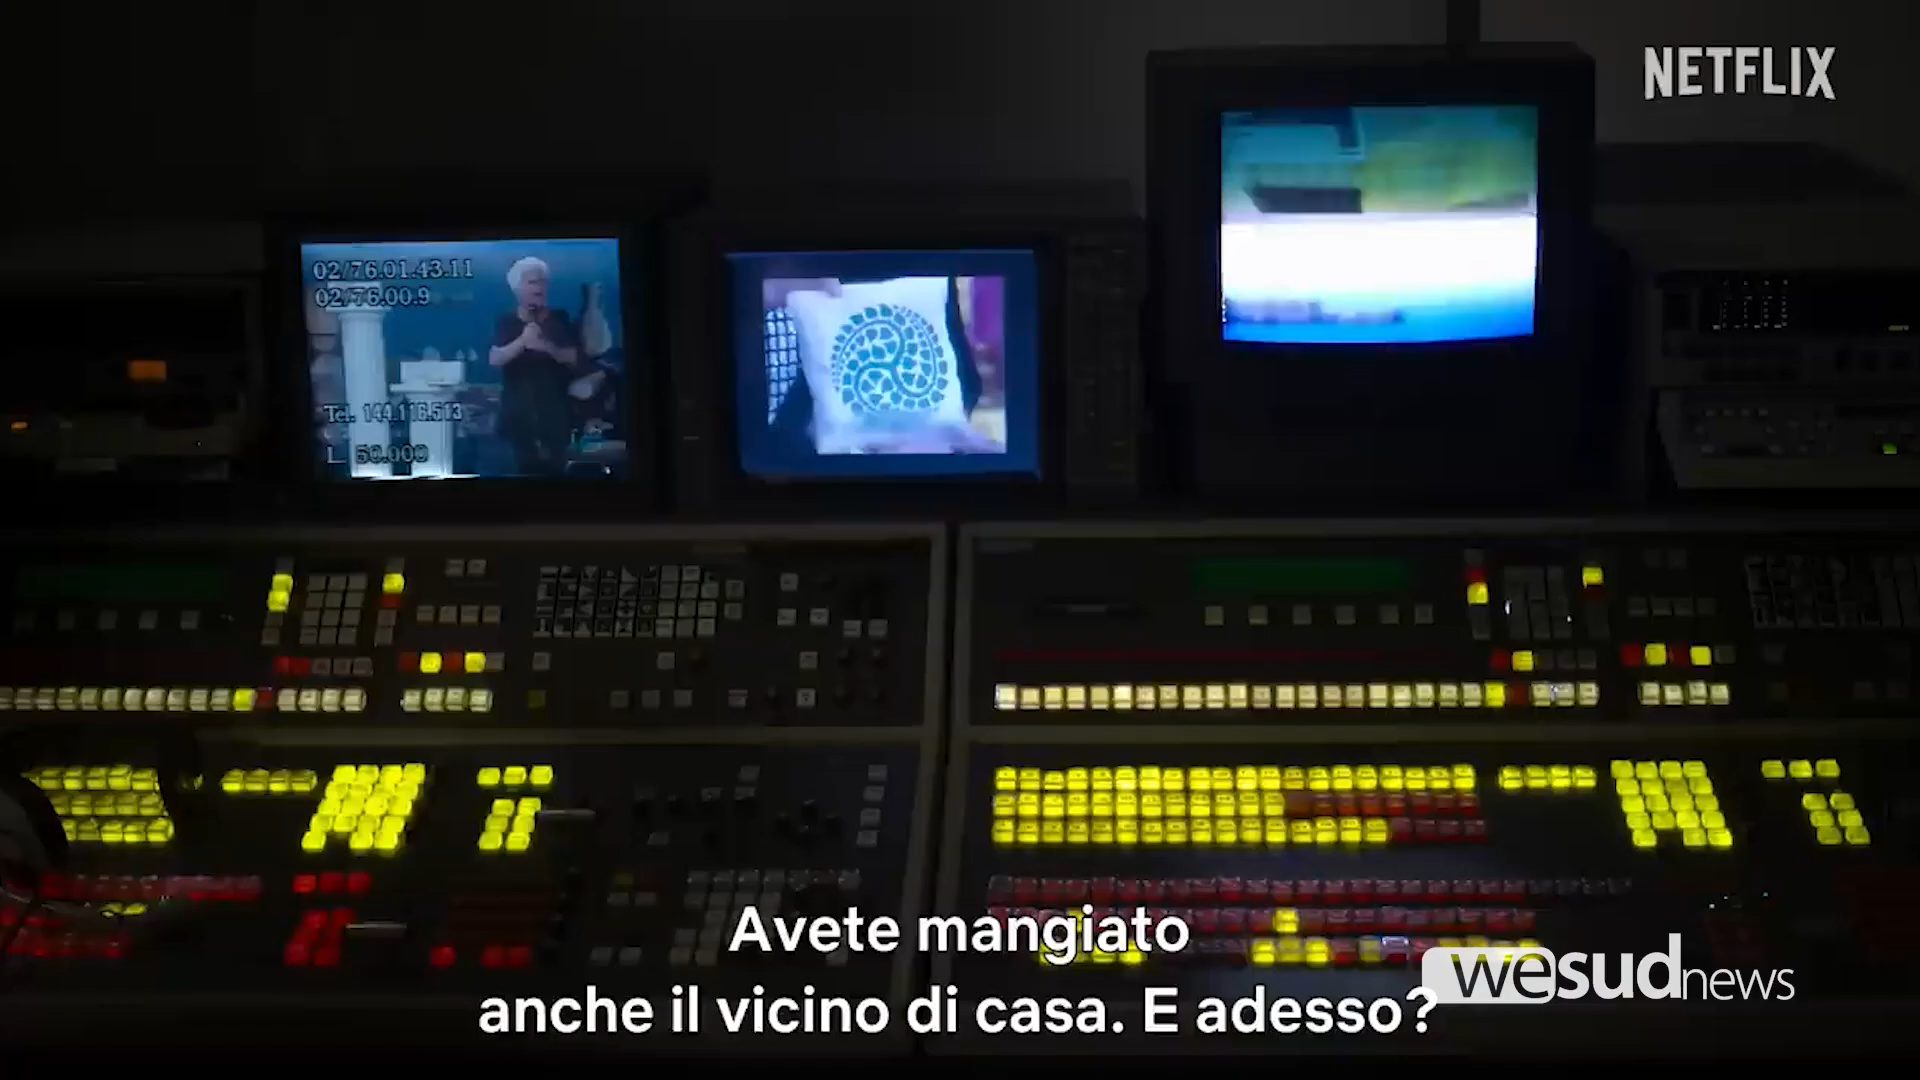 NETFLIX
02/76.01.43.11
02/76.00.9
Tel. 144.116.513
L. 50.000
Avete mangiato
anche il vicino di casa. E adesso?
wesudnews